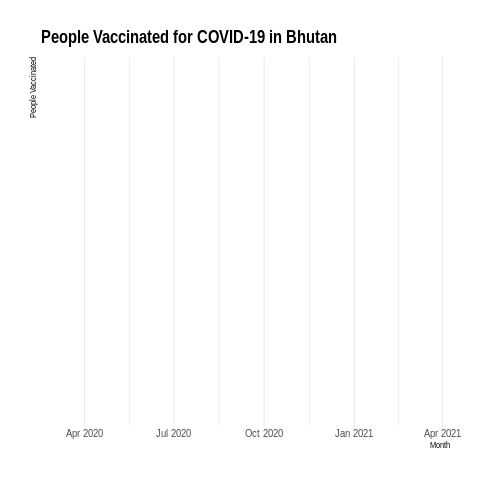 People Vaccinated for COVID-19 in Bhutan
People Vaccinated
Apr 2020 Jul 2020 Oct 2020 Jan 2021 Apr 2021
Month